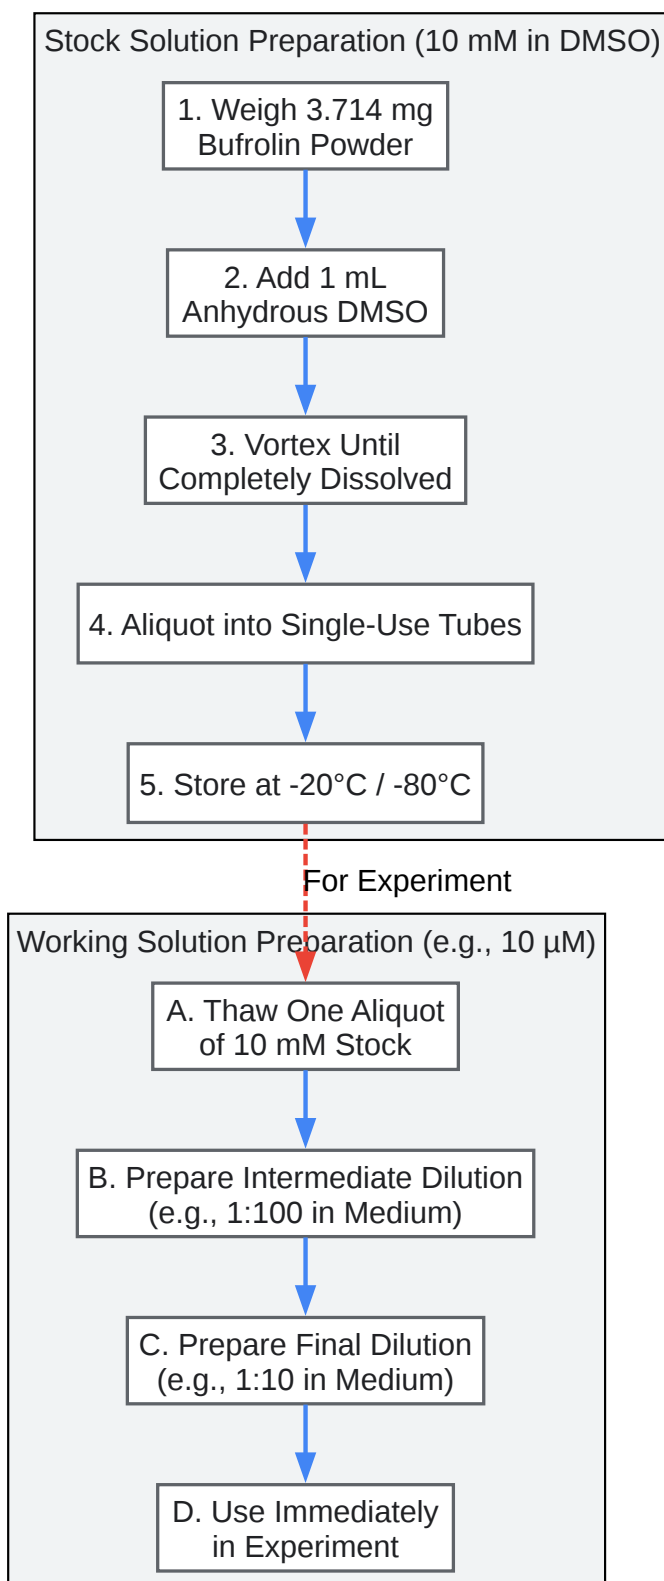 Stock Solution Preparation (10 mM in DMSO)
1. Weigh 3.714 mg
Bufrolin Powder
2. Add 1 mL
Anhydrous DMSO
3. Vortex Until
Completely Dissolved
4. Aliquot into Single-Use Tubes
5. Store at -20°C / -80°C
For Experiment
Working Solution Preparation (e.g., 10 µM)
A. Thaw One Aliquot
of 10 mM Stock
B. Prepare Intermediate Dilution
(e.g., 1:100 in Medium)
C. Prepare Final Dilution
(e.g., 1:10 in Medium)
D. Use Immediately
in Experiment